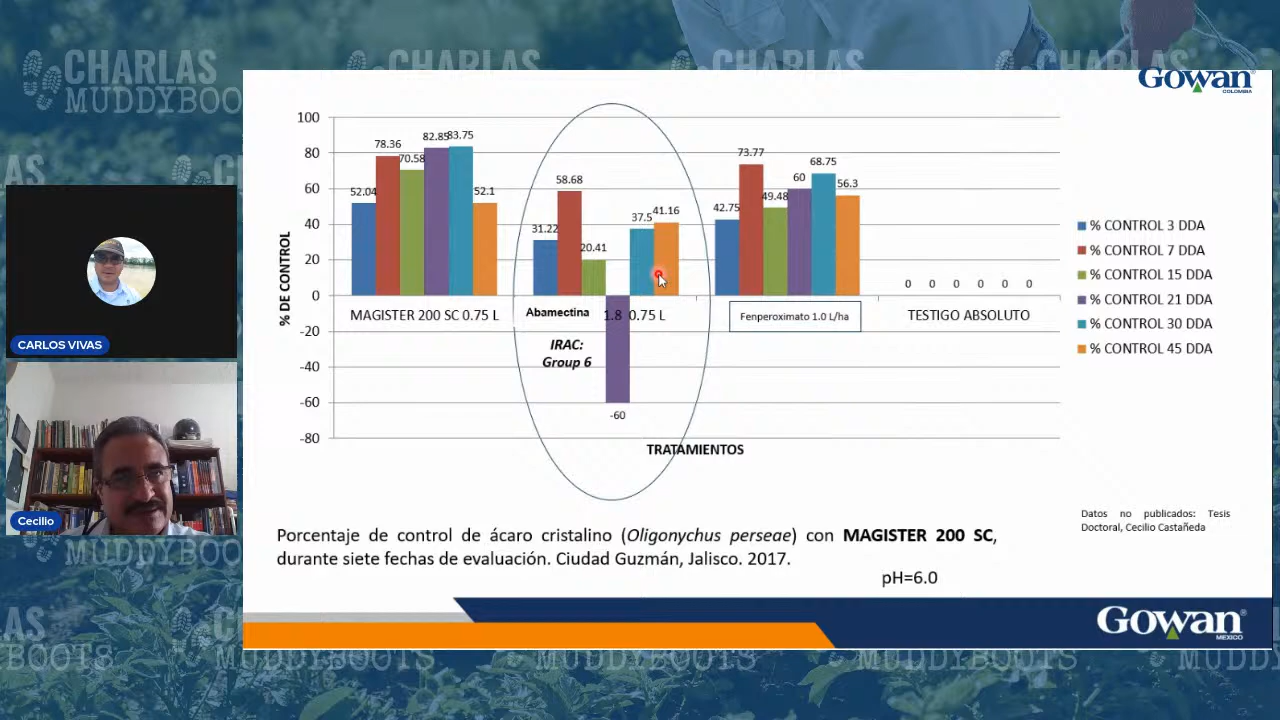 CHARLAS
MUDDYBOOTS
Gowan
COLOMBIA
CARLOS VIVAS
Cecilio
% DE CONTROL
100
80
60
40
20
0
-20
-40
-60
-80
52.04
78.36
70.58
82.85
83.75
52.1
31.22
58.68
20.41
-60
37.5
41.16
42.75
73.77
49.48
60
68.75
56.3
0 0 0 0 0 0
MAGISTER 200 SC 0.75 L
Abamectina 1.8 0.75 L
IRAC:
Group 6
Fenperoximato 1.0 L/ha
TESTIGO ABSOLUTO
TRATAMIENTOS
% CONTROL 3 DDA
% CONTROL 7 DDA
% CONTROL 15 DDA
% CONTROL 21 DDA
% CONTROL 30 DDA
% CONTROL 45 DDA
Datos no publicados: Tesis
Doctoral, Cecilio Castañeda
Porcentaje de control de ácaro cristalino (Oligonychus perseae) con MAGISTER 200 SC,
durante siete fechas de evaluación. Ciudad Guzmán, Jalisco. 2017.
pH=6.0
Gowan
MEXICO
MUDDYBOOTS